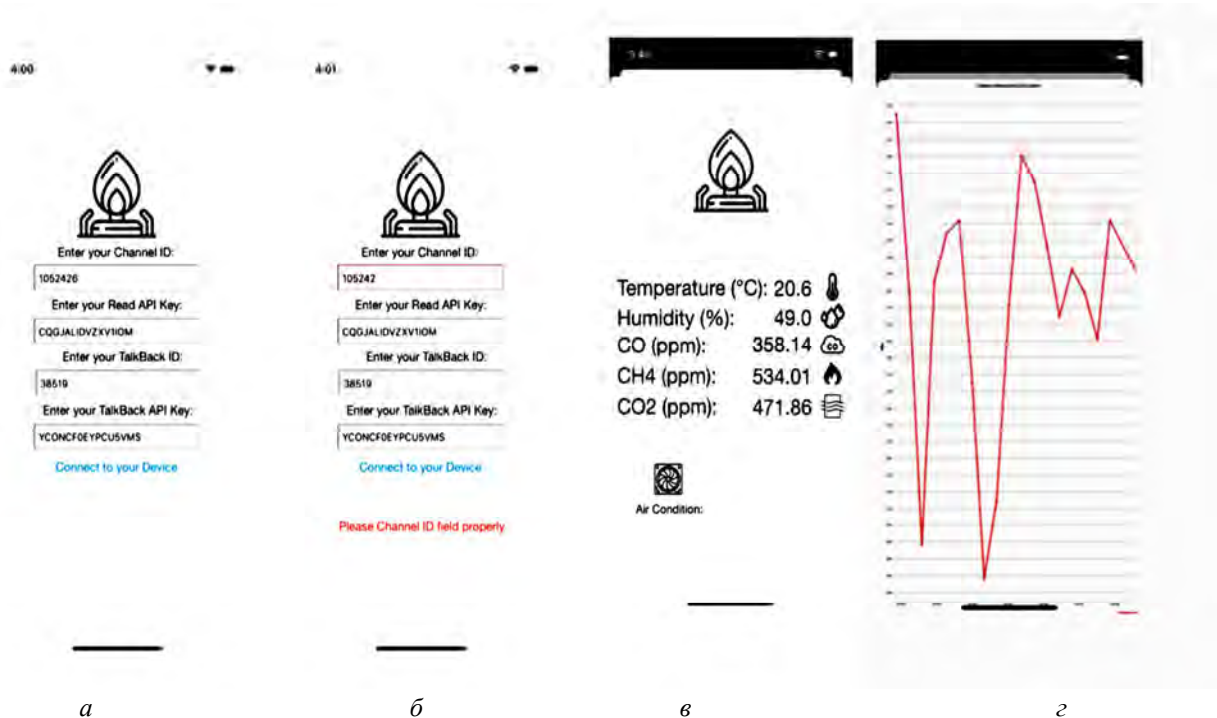 4:00
Enter your Channel ID:
1052426
Enter your Read API Key:
CQGJALIDVZXV1IOM
Enter your TalkBack ID:
38519
Enter your TalkBack API Key:
YCONCF0EYPCU5VMS
Connect to your Device
а
4:01
Enter your Channel ID:
105242
Enter your Read API Key:
CQGJALIDVZXV1IOM
Enter your TalkBack ID:
38519
Enter your TalkBack API Key:
YCONCF0EYPCU5VMS
Connect to your Device
Please Channel ID field properly
б
Temperature (°C): 20.6
Humidity (%): 49.0
CO (ppm): 358.14
CO
CH4 (ppm): 534.01
CO2 (ppm): 471.86
Air Condition:
в
г